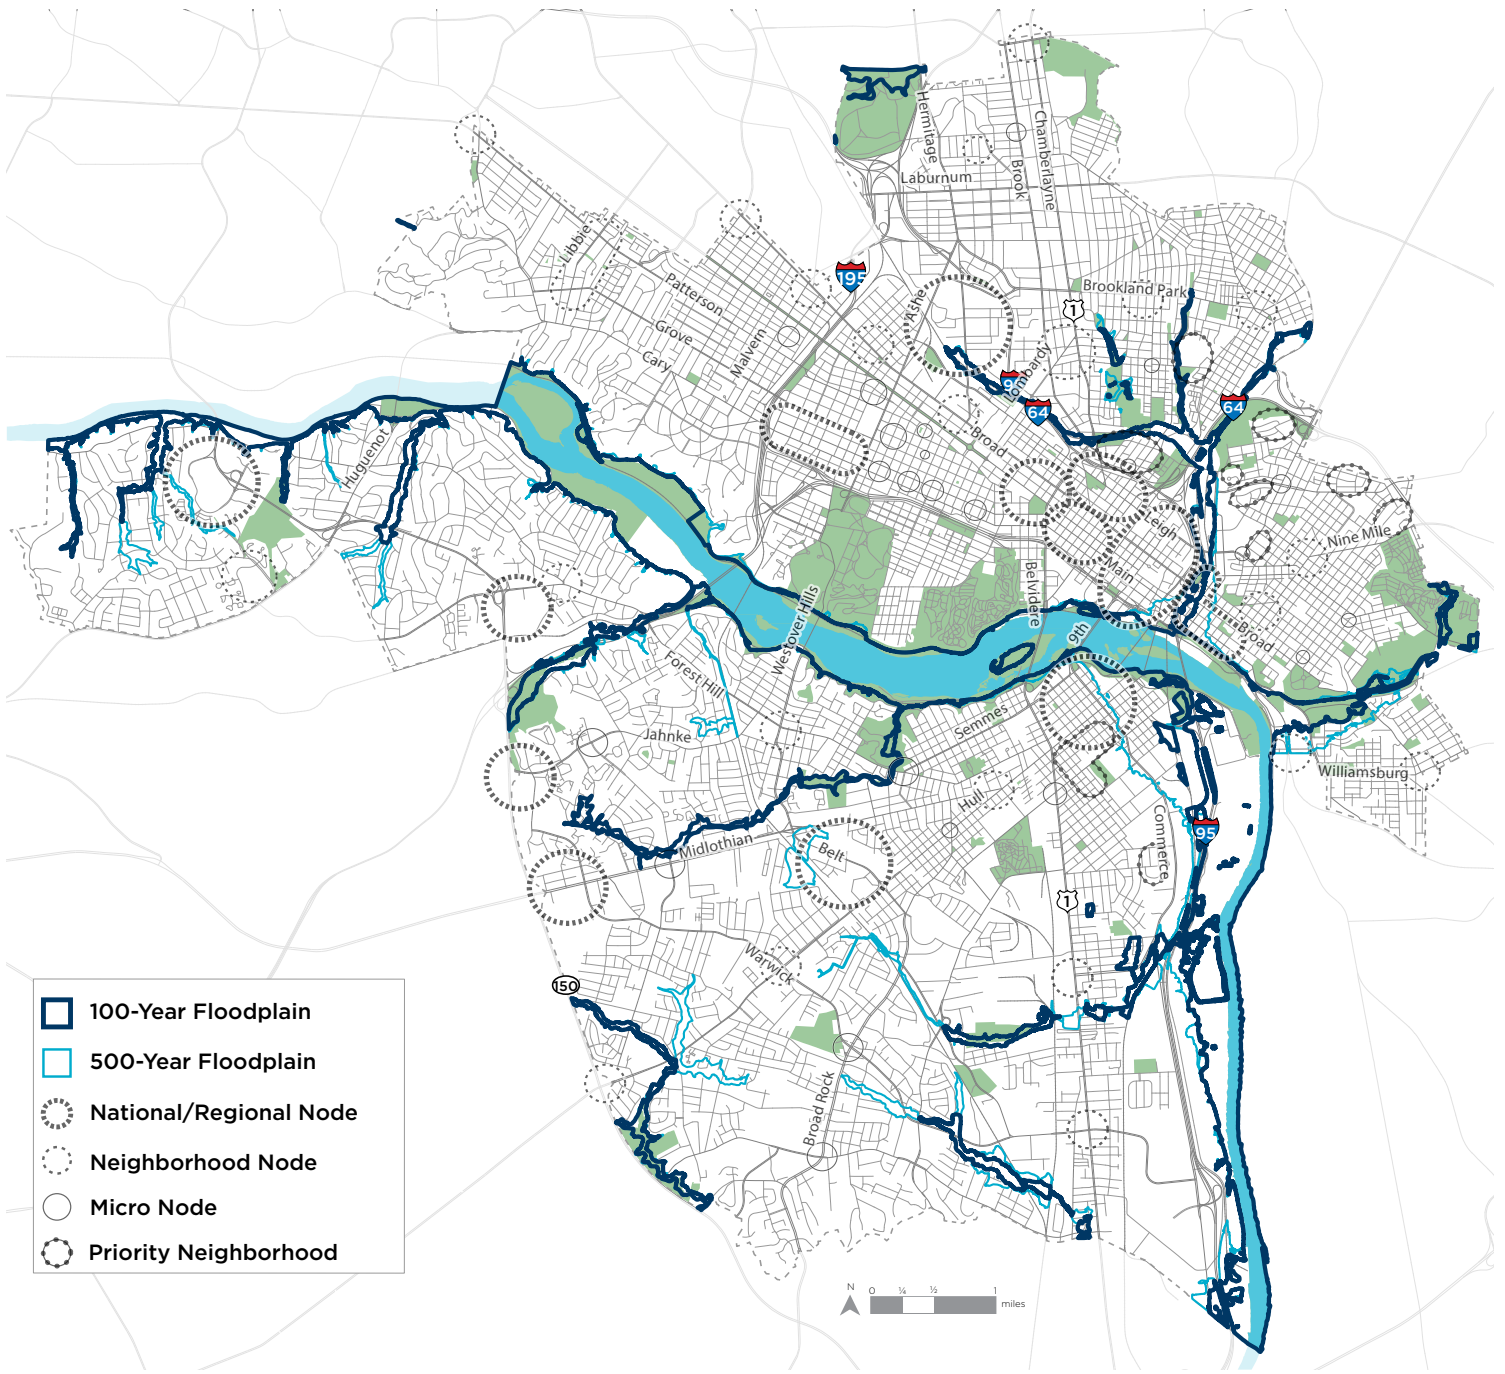 Hermitage
Chamberlayne
Brook
Laburnum
Libbie
195
Patterson
Ashe
Brookland Park
1
Grove
Malvern
Cary
Lombardy
64
64
Broad
Huguenot
Leigh
Nine Mile
Main
Belvidere
Westover Hills
9th
Broad
Forest Hill
Semmes
Jahnke
Williamsburg
Hull
Commerce
95
Midlothian
Belt
1
Warwick
150
Broad Rock
100-Year Floodplain
500-Year Floodplain
National/Regional Node
Neighborhood Node
Micro Node
Priority Neighborhood
N
0 ¼ ½ 1
miles